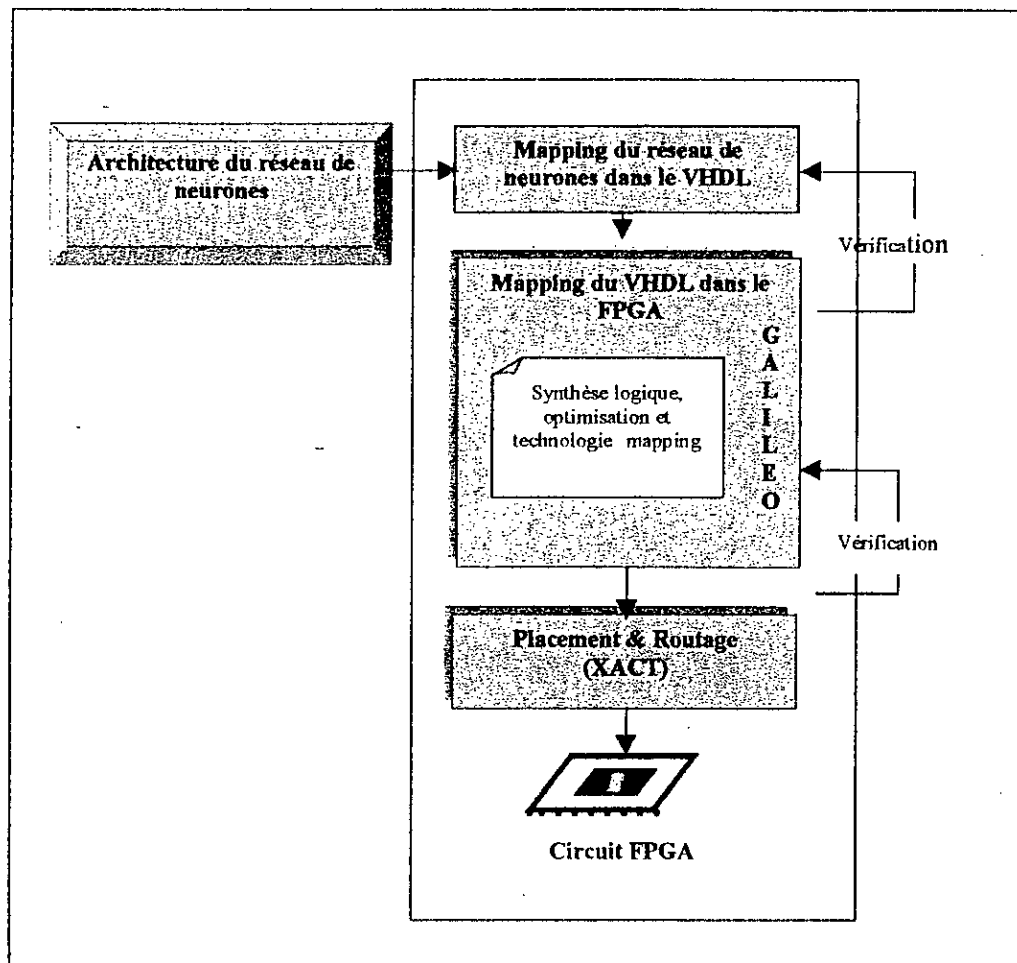 Architecture du réseau de
neurones
Mapping du réseau de
neurones dans le VHDL
Vérification
Mapping du VHDL dans le
FPGA
GALILEO
Synthèse logique,
optimisation et
technologie mapping
Vérification
Placement & Routage
(XACT)
Circuit FPGA